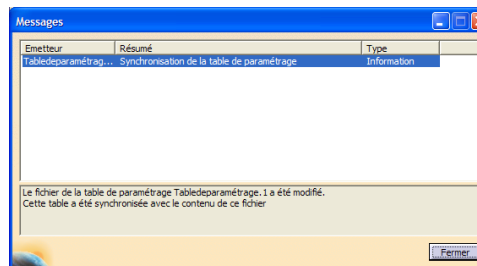 Messages
Emetteur Résumé Type
Tabledeparamétrag... Synchronisation de la table de paramétrage Information
Le fichier de la table de paramétrage Tabledeparamétrage.1 a été modifié.
Cette table a été synchronisée avec le contenu de ce fichier
Fermer